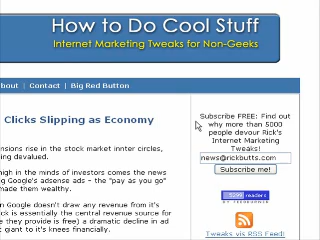 How to Do Cool Stuff
Internet Marketing Tweaks for Non-Geeks
bout | Contact | Big Red Button
Clicks Slipping as Economy
ensions rise in the stock market innter circles,
ing devalued.
high in the minds of investors comes the news
g Google's adsense ads – the "pay as you go"
made them wealthy.
n Google doesn't draw any revenue from it's
ick is essentially the central revenue source for
e they provide is free) a dramatic decline in ad
giant to it's knees financially.
Subscribe FREE: Find out
why more than 5000
people devour Rick's
Internet Marketing
Tweaks!
news@rickbutts.com
Subscribe me!
5299 readers
BY FEEDBURNER
Tweaks via RSS Feed!